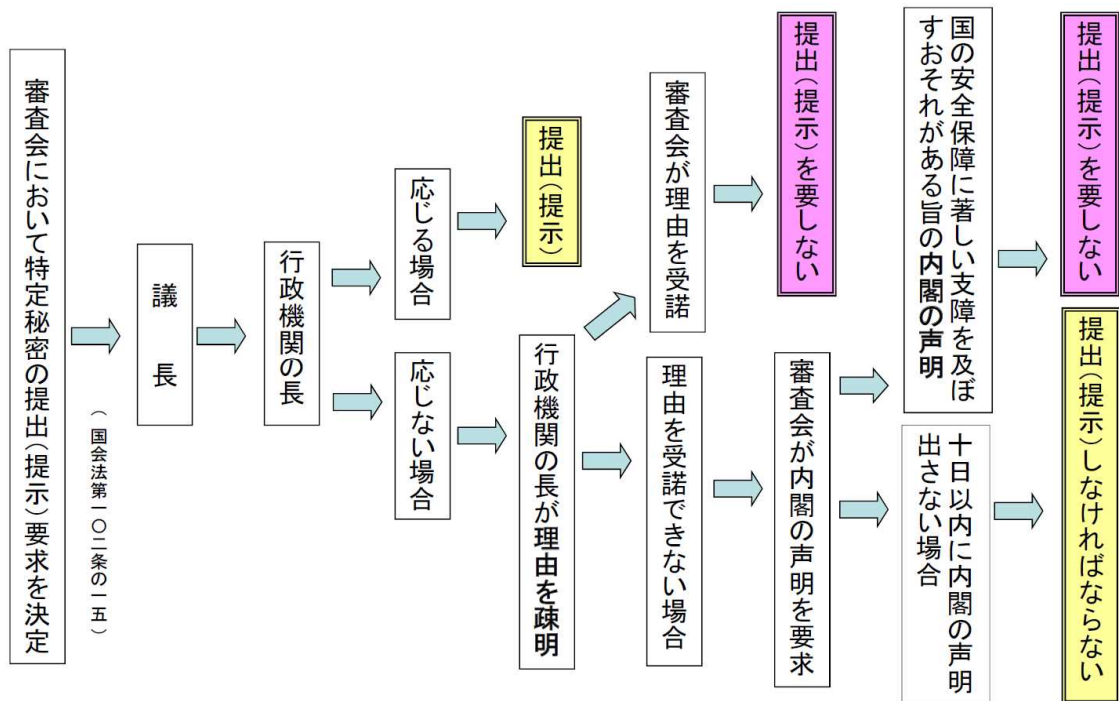 審査会において特定秘密の提出（提示）要求を決定
（国会法第一〇二条の一五）
議長
行政機関の長
応じる場合
提出（提示）
応じない場合
行政機関の長が理由を疎明
審査会が理由を受諾
提出（提示）を要しない
理由を受諾できない場合
審査会が内閣の声明を要求
国の安全保障に著しい支障を及ぼ
すおそれがある旨の内閣の声明
提出（提示）を要しない
十日以内に内閣の声明
出さない場合
提出（提示）しなければならない